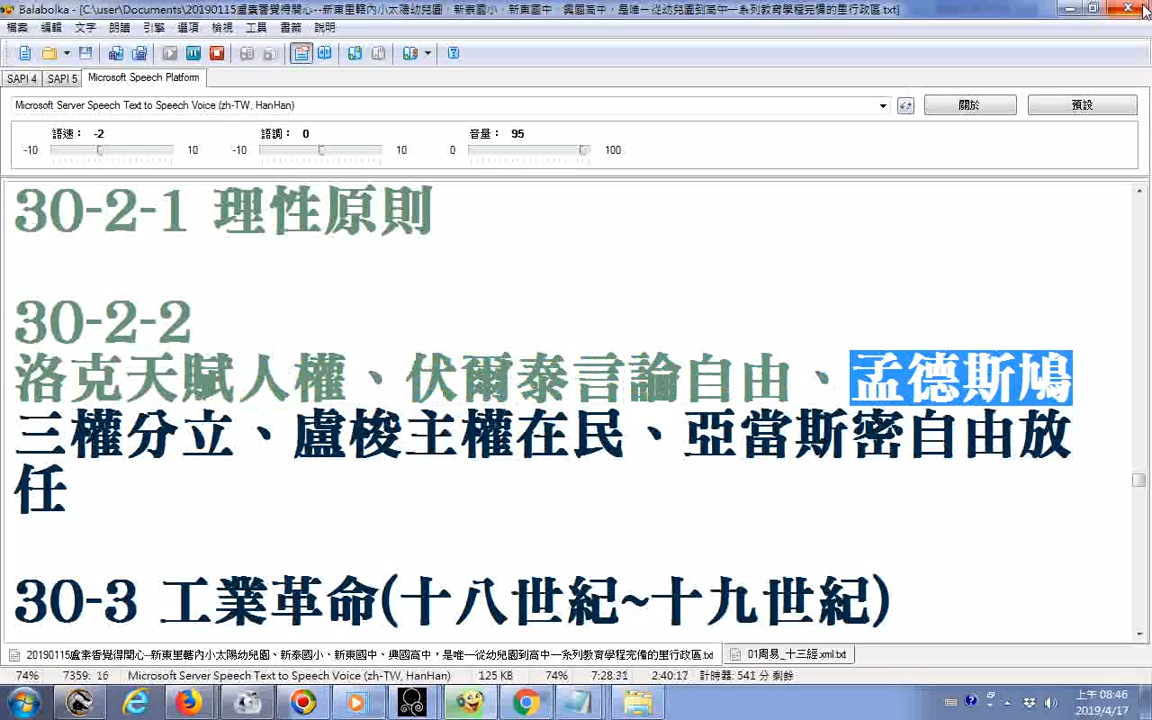 Balabolka - [C:\user\Documents\20190115盧素香覺得開心--新東里轄內小太陽幼兒園、新泰國小、新東國中、興國高中，是唯一從幼兒園到高中一系列教育學程完備的里行政區.txt]
檔案 編輯 文字 朗讀 引擎 選項 檢視 工具 書籤 說明
SAPI 4 SAPI 5 Microsoft Speech Platform
Microsoft Server Speech Text to Speech Voice (zh-TW, HanHan) 關於 預設
語速： -2 語調： 0 音量： 95
-10 10 -10 10 0 100
30-2-1 理性原則
30-2-2
洛克天賦人權、伏爾泰言論自由、孟德斯鳩
三權分立、盧梭主權在民、亞當斯密自由放
任
30-3 工業革命(十八世紀~十九世紀)
20190115盧素香覺得開心--新東里轄內小太陽幼兒園、新泰國小、新東國中、興國高中，是唯一從幼兒園到高中一系列教育學程完備的里行政區.txt 01周易_十三經.xml.txt
74% 7359: 16 Microsoft Server Speech Text to Speech Voice (zh-TW, HanHan) 125 KB 74% 7:28:31 2:40:17 計時器: 541 分 剩餘
上午 08:46
2019/4/17